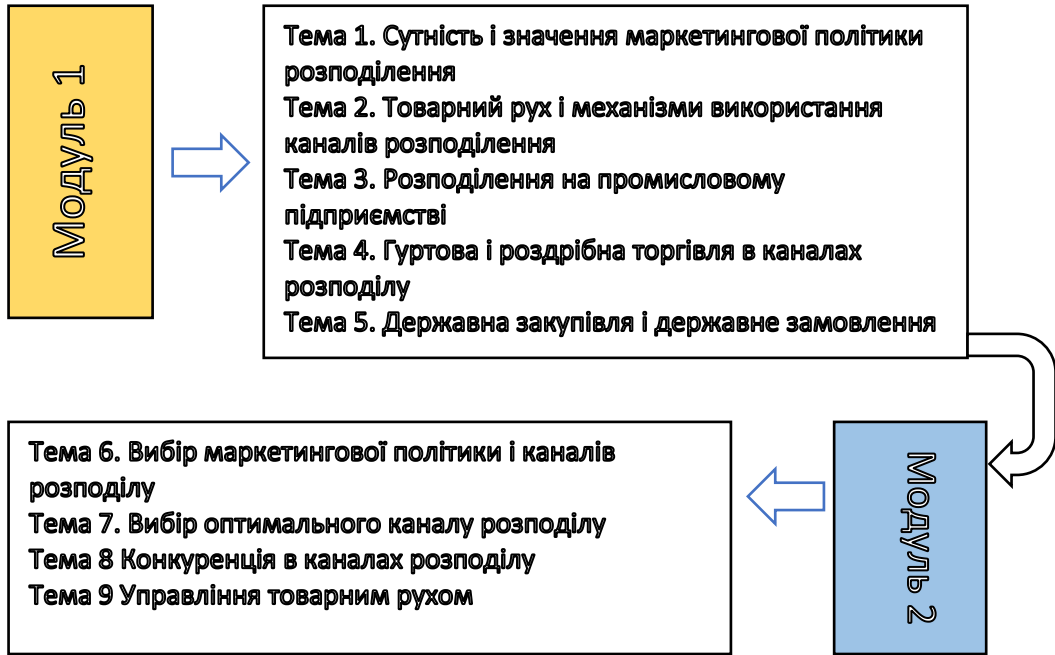 Модуль 1
Тема 1. Сутність і значення маркетингової політики
розподілення
Тема 2. Товарний рух і механізми використання
каналів розподілення
Тема 3. Розподілення на промисловому
підприємстві
Тема 4. Гуртова і роздрібна торгівля в каналах
розподілу
Тема 5. Державна закупівля і державне замовлення
Модуль 2
Тема 6. Вибір маркетингової політики і каналів
розподілу
Тема 7. Вибір оптимального каналу розподілу
Тема 8 Конкуренція в каналах розподілу
Тема 9 Управління товарним рухом